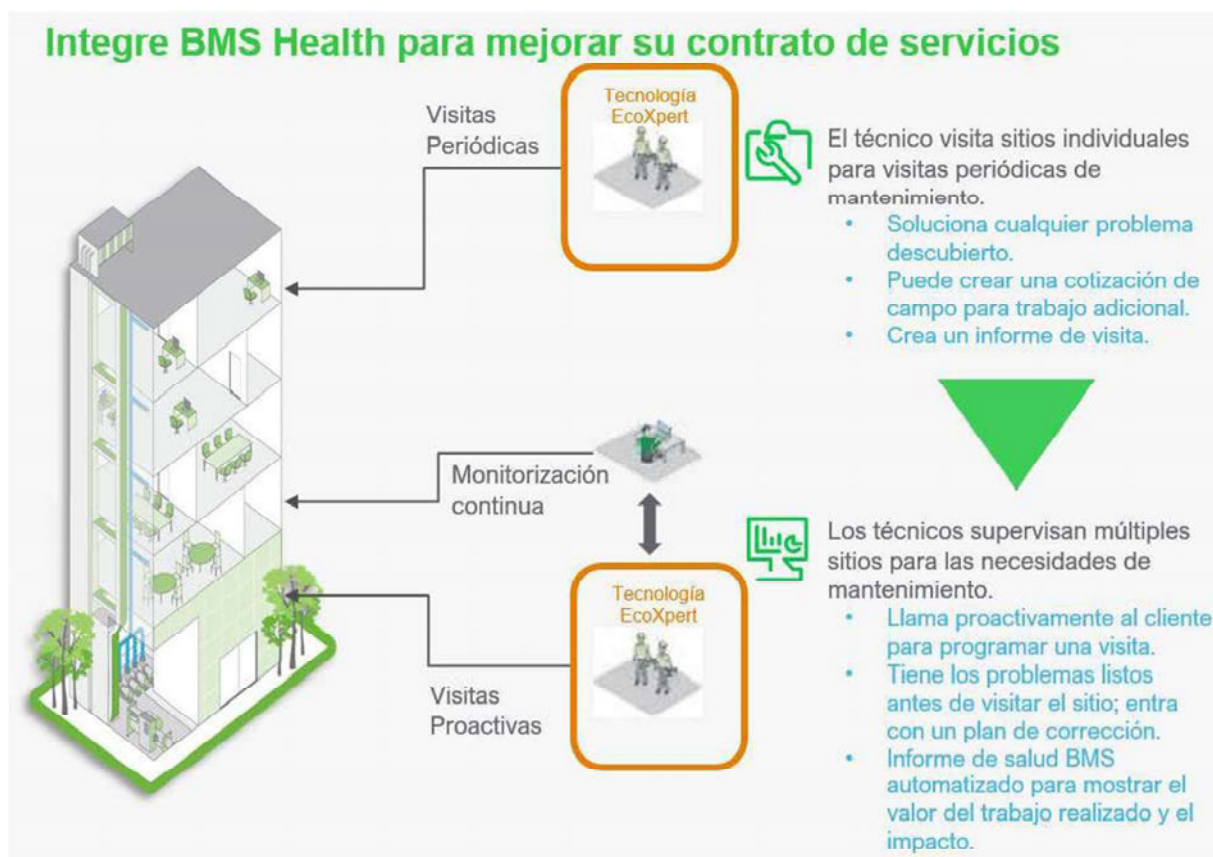 Integre BMS Health para mejorar su contrato de servicios
Visitas
Periódicas
Tecnología
EcoXpert
El técnico visita sitios individuales
para visitas periódicas de
mantenimiento.
• Soluciona cualquier problema
descubierto.
• Puede crear una cotización de
campo para trabajo adicional.
• Crea un informe de visita.
Monitorización
continua
Tecnología
EcoXpert
Visitas
Proactivas
Los técnicos supervisan múltiples
sitios para las necesidades de
mantenimiento.
• Llama proactivamente al cliente
para programar una visita.
• Tiene los problemas listos
antes de visitar el sitio; entra
con un plan de corrección.
• Informe de salud BMS
automatizado para mostrar el
valor del trabajo realizado y el
impacto.